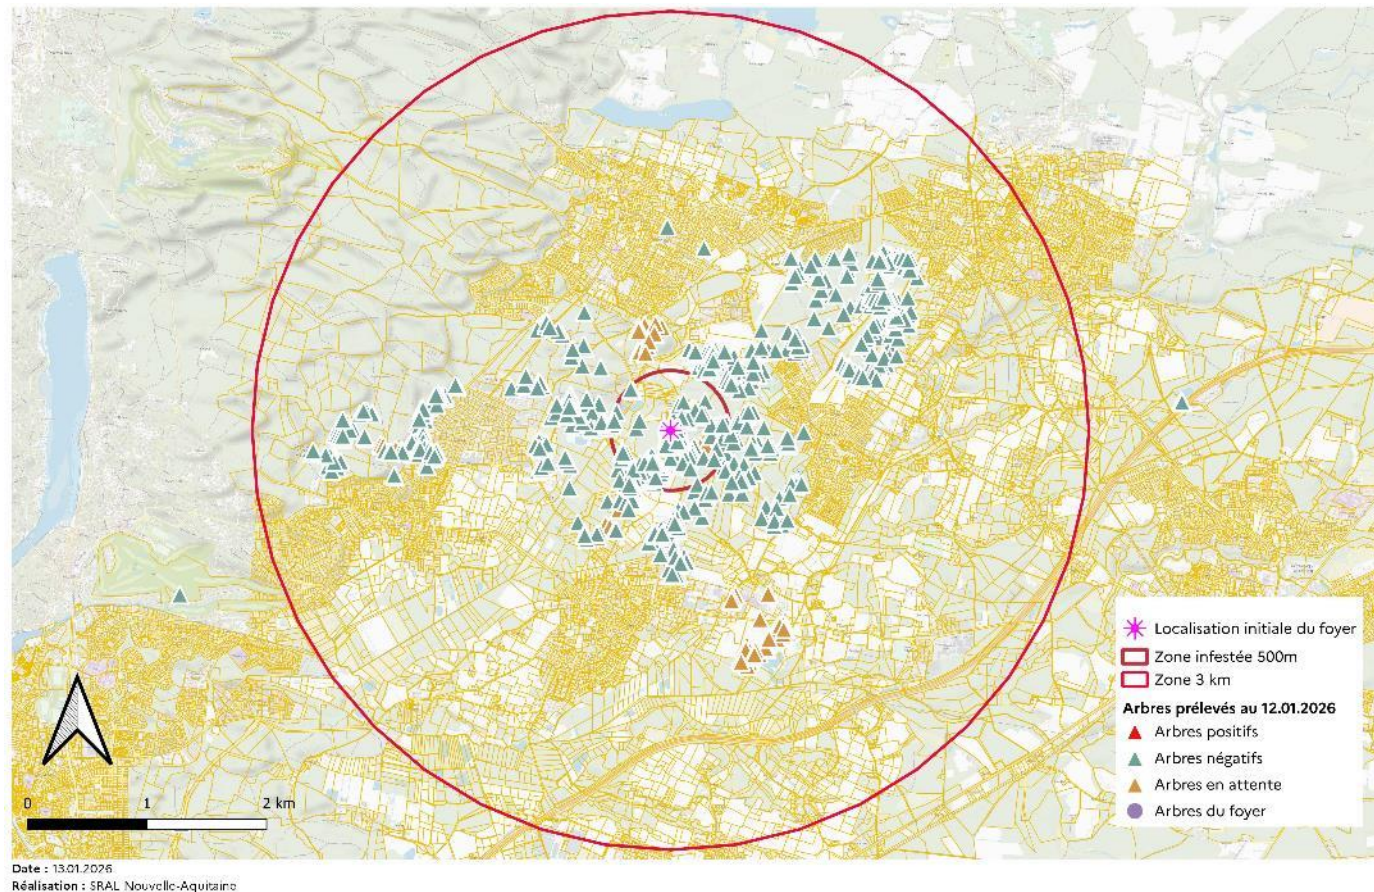 Localisation initiale du foyer
Zone infestée 500m
Zone 3 km
Arbres prélevés au 12.01.2026
Arbres positifs
Arbres négatifs
Arbres en attente
Arbres du foyer
0 1 2 km
Date : 13.01.2026
Réalisation : SRAL Nouvelle-Aquitaine